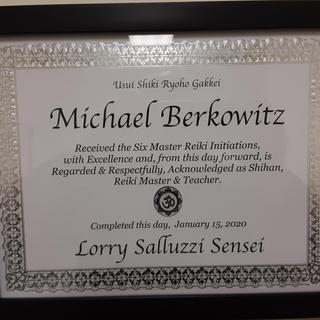 Usui Shiki Ryoho Gakkei
Michael Berkowitz
Received the Six Master Reiki Initiations,
with Excellence and, from this day forward, is
Regarded & Respectfully, Acknowledged as Shihan,
Reiki Master & Teacher.
ॐ
Completed this day, January 15, 2020
Lorry Salluzzi Sensei